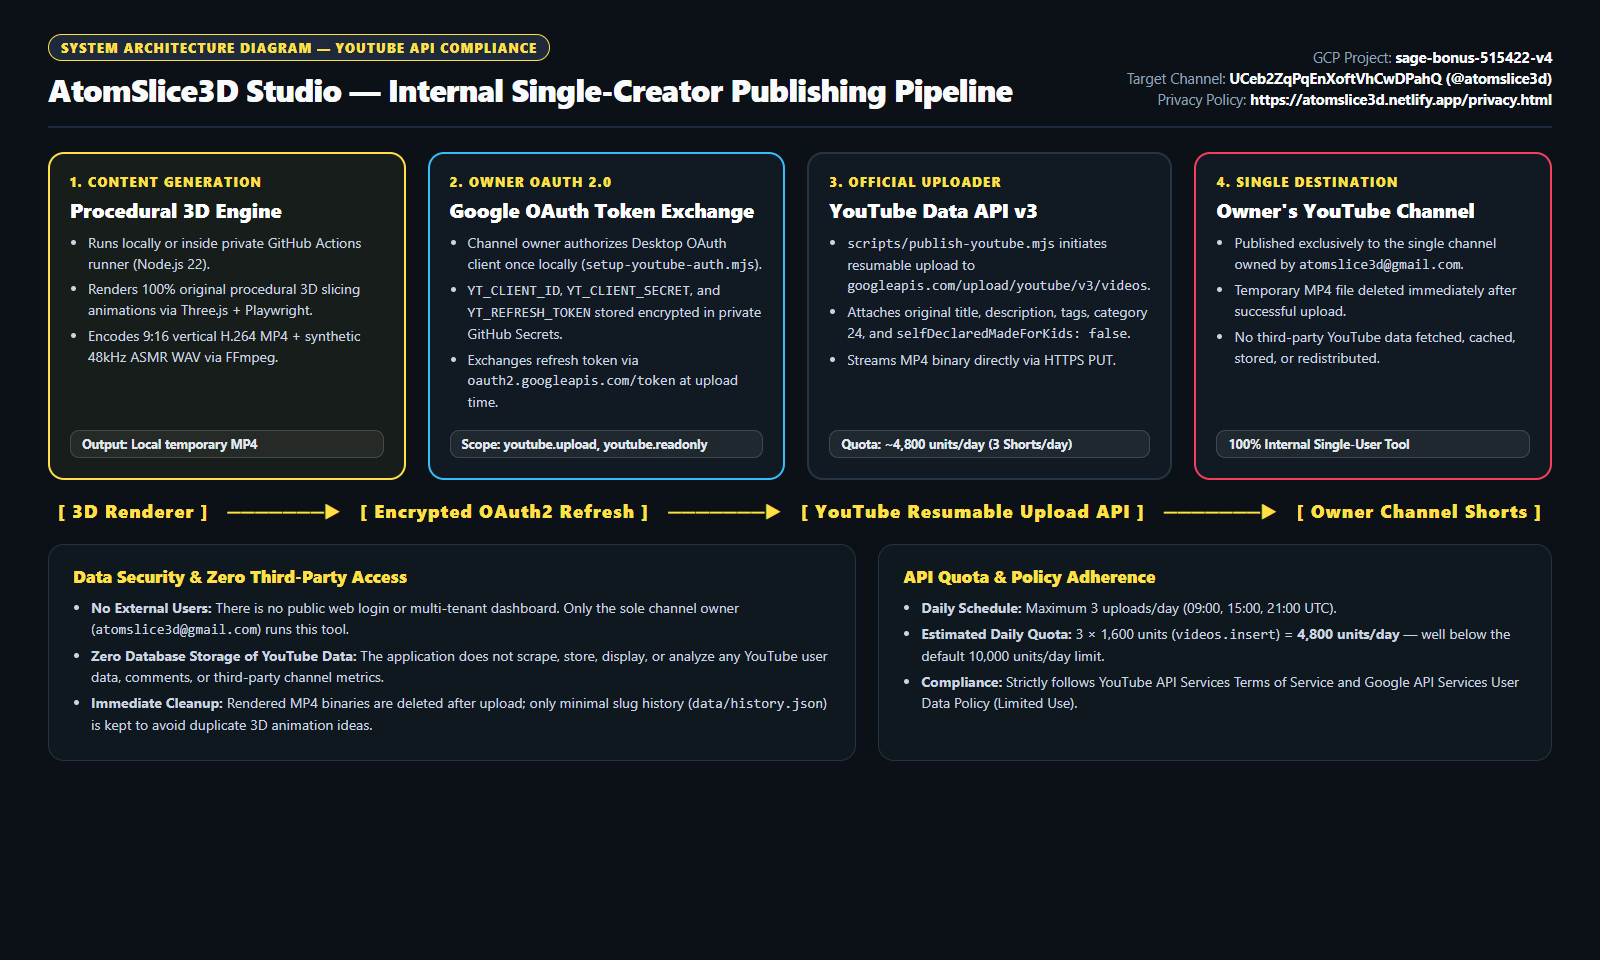 SYSTEM ARCHITECTURE DIAGRAM — YOUTUBE API COMPLIANCE
AtomSlice3D Studio — Internal Single-Creator Publishing Pipeline
GCP Project: sage-bonus-515422-v4
Target Channel: UCeb2ZqPqEnXoftVhCwDPahQ (@atomslice3d)
Privacy Policy: https://atomslice3d.netlify.app/privacy.html
1. CONTENT GENERATION
Procedural 3D Engine
• Runs locally or inside private GitHub Actions
runner (Node.js 22).
• Renders 100% original procedural 3D slicing
animations via Three.js + Playwright.
• Encodes 9:16 vertical H.264 MP4 + synthetic
48kHz ASMR WAV via FFmpeg.
Output: Local temporary MP4
2. OWNER OAUTH 2.0
Google OAuth Token Exchange
• Channel owner authorizes Desktop OAuth
client once locally (setup-youtube-auth.mjs).
• YT_CLIENT_ID, YT_CLIENT_SECRET, and
YT_REFRESH_TOKEN stored encrypted in private
GitHub Secrets.
• Exchanges refresh token via
oauth2.googleapis.com/token at upload
time.
Scope: youtube.upload, youtube.readonly
3. OFFICIAL UPLOADER
YouTube Data API v3
• scripts/publish-youtube.mjs initiates
resumable upload to
googleapis.com/upload/youtube/v3/videos.
• Attaches original title, description, tags, category
24, and selfDeclaredMadeForKids: false.
• Streams MP4 binary directly via HTTPS PUT.
Quota: ~4,800 units/day (3 Shorts/day)
4. SINGLE DESTINATION
Owner's YouTube Channel
• Published exclusively to the single channel
owned by atomslice3d@gmail.com.
• Temporary MP4 file deleted immediately after
successful upload.
• No third-party YouTube data fetched, cached,
stored, or redistributed.
100% Internal Single-User Tool
[ 3D Renderer ] ———————▶ [ Encrypted OAuth2 Refresh ] ———————▶ [ YouTube Resumable Upload API ] ———————▶ [ Owner Channel Shorts ]
Data Security & Zero Third-Party Access
• No External Users: There is no public web login or multi-tenant dashboard. Only the sole channel owner
(atomslice3d@gmail.com) runs this tool.
• Zero Database Storage of YouTube Data: The application does not scrape, store, display, or analyze any YouTube user
data, comments, or third-party channel metrics.
• Immediate Cleanup: Rendered MP4 binaries are deleted after upload; only minimal slug history (data/history.json)
is kept to avoid duplicate 3D animation ideas.
API Quota & Policy Adherence
• Daily Schedule: Maximum 3 uploads/day (09:00, 15:00, 21:00 UTC).
• Estimated Daily Quota: 3 × 1,600 units (videos.insert) = 4,800 units/day — well below the
default 10,000 units/day limit.
• Compliance: Strictly follows YouTube API Services Terms of Service and Google API Services User
Data Policy (Limited Use).